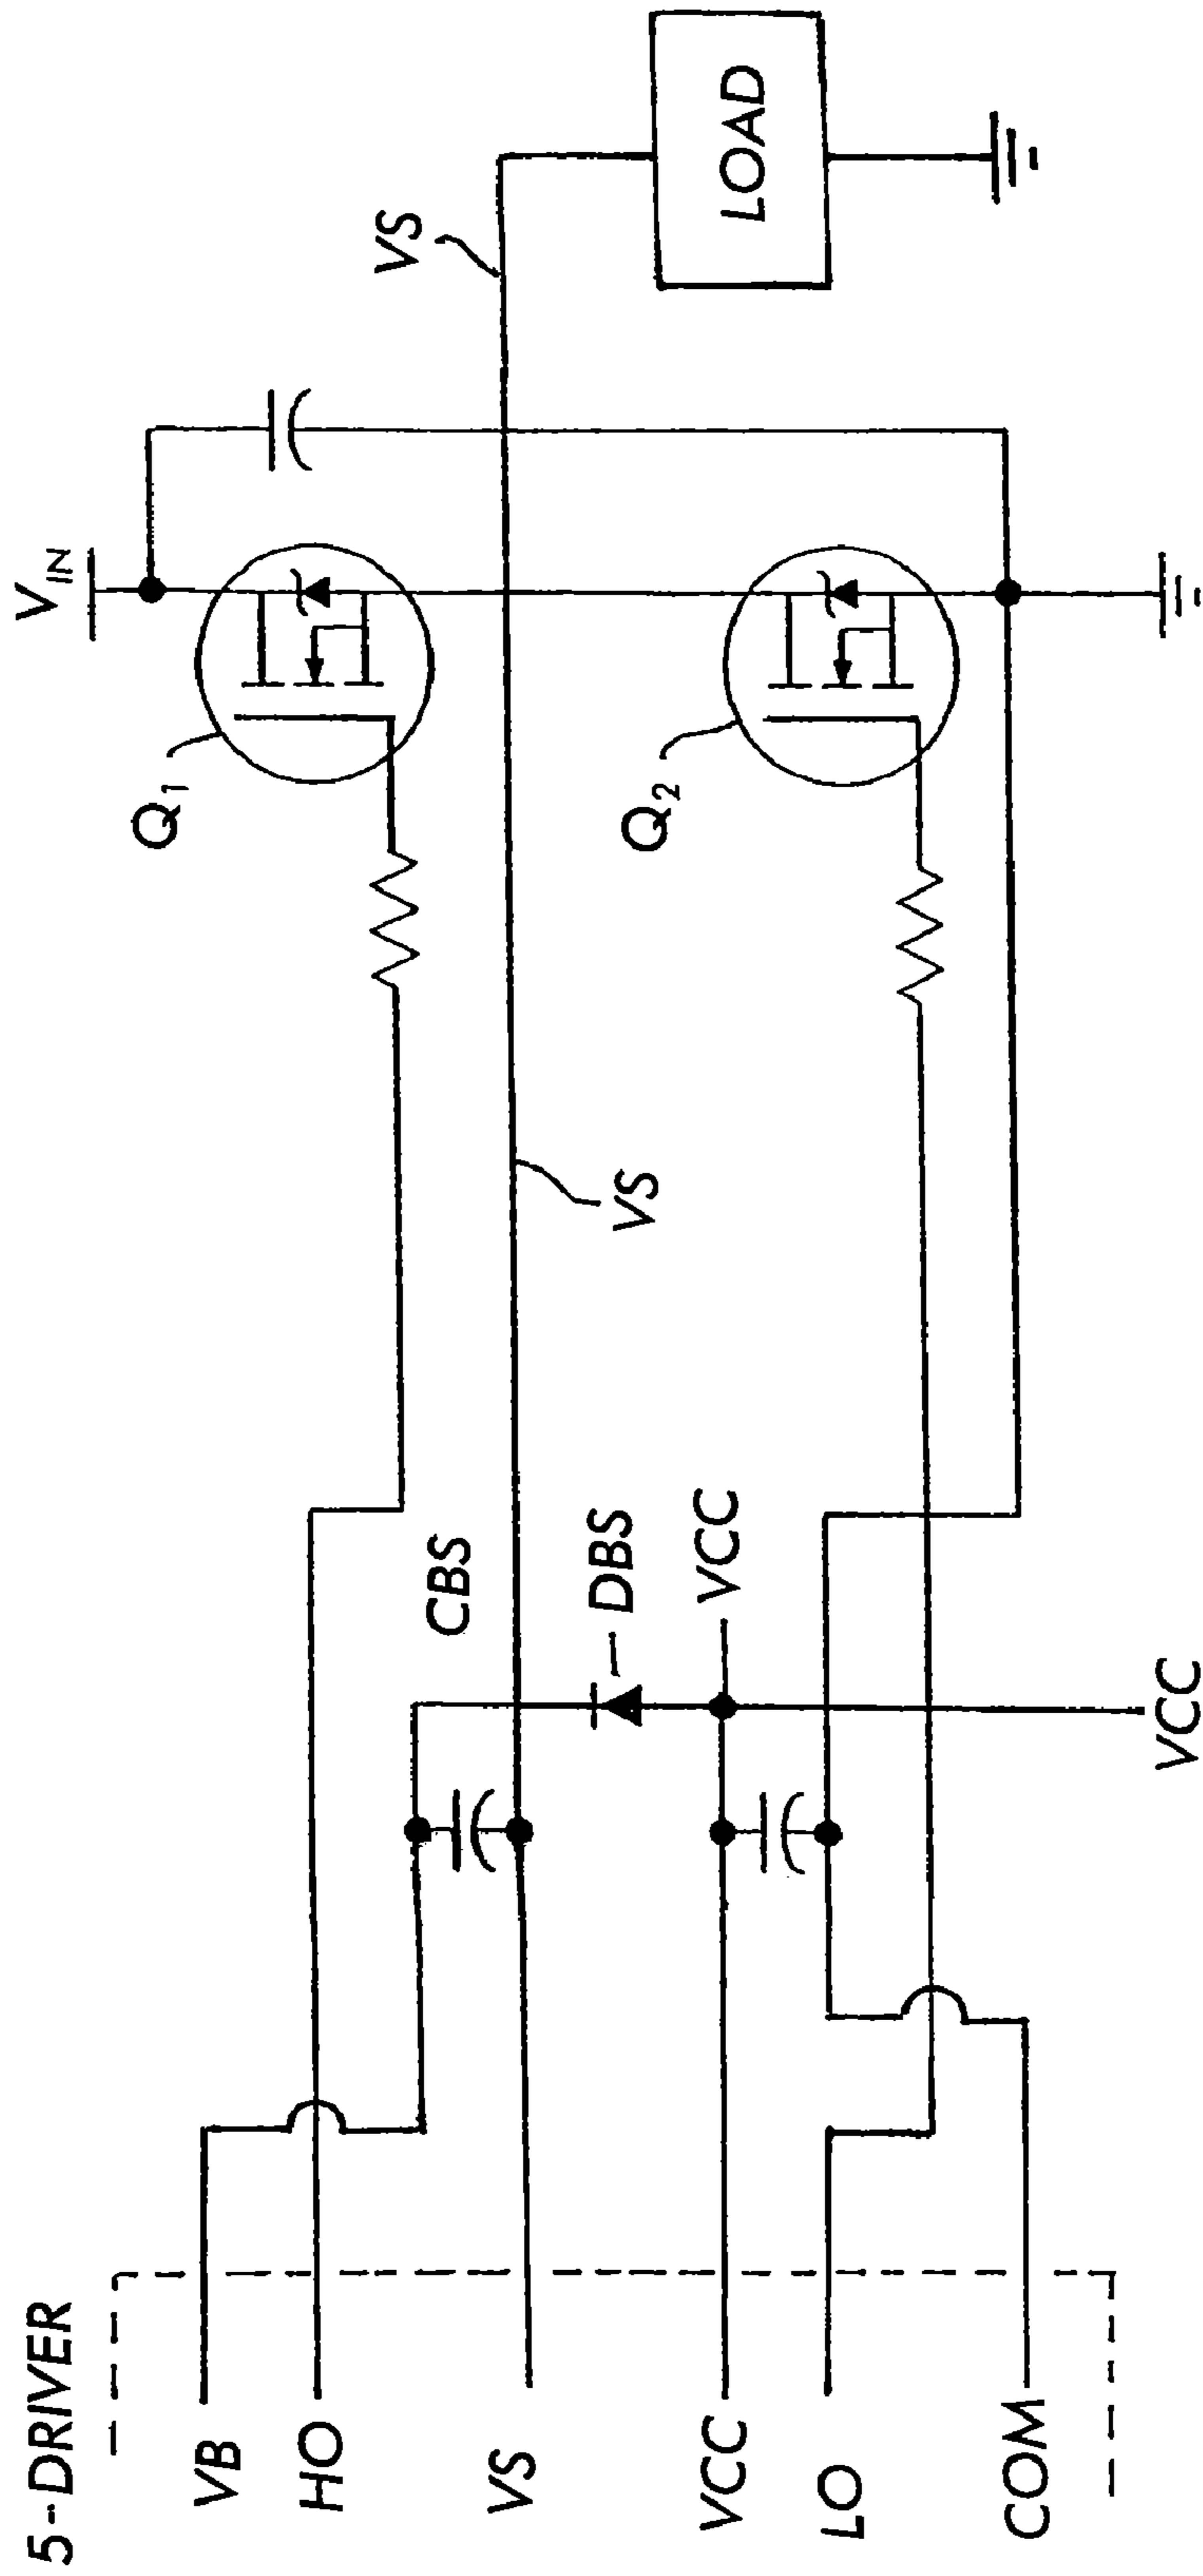 5-DRIVER
VB
HO
VS
VCC
LO
COM
CBS
DBS
VCC
VCC
VS
Q1
Q2
VIN
VS
LOAD